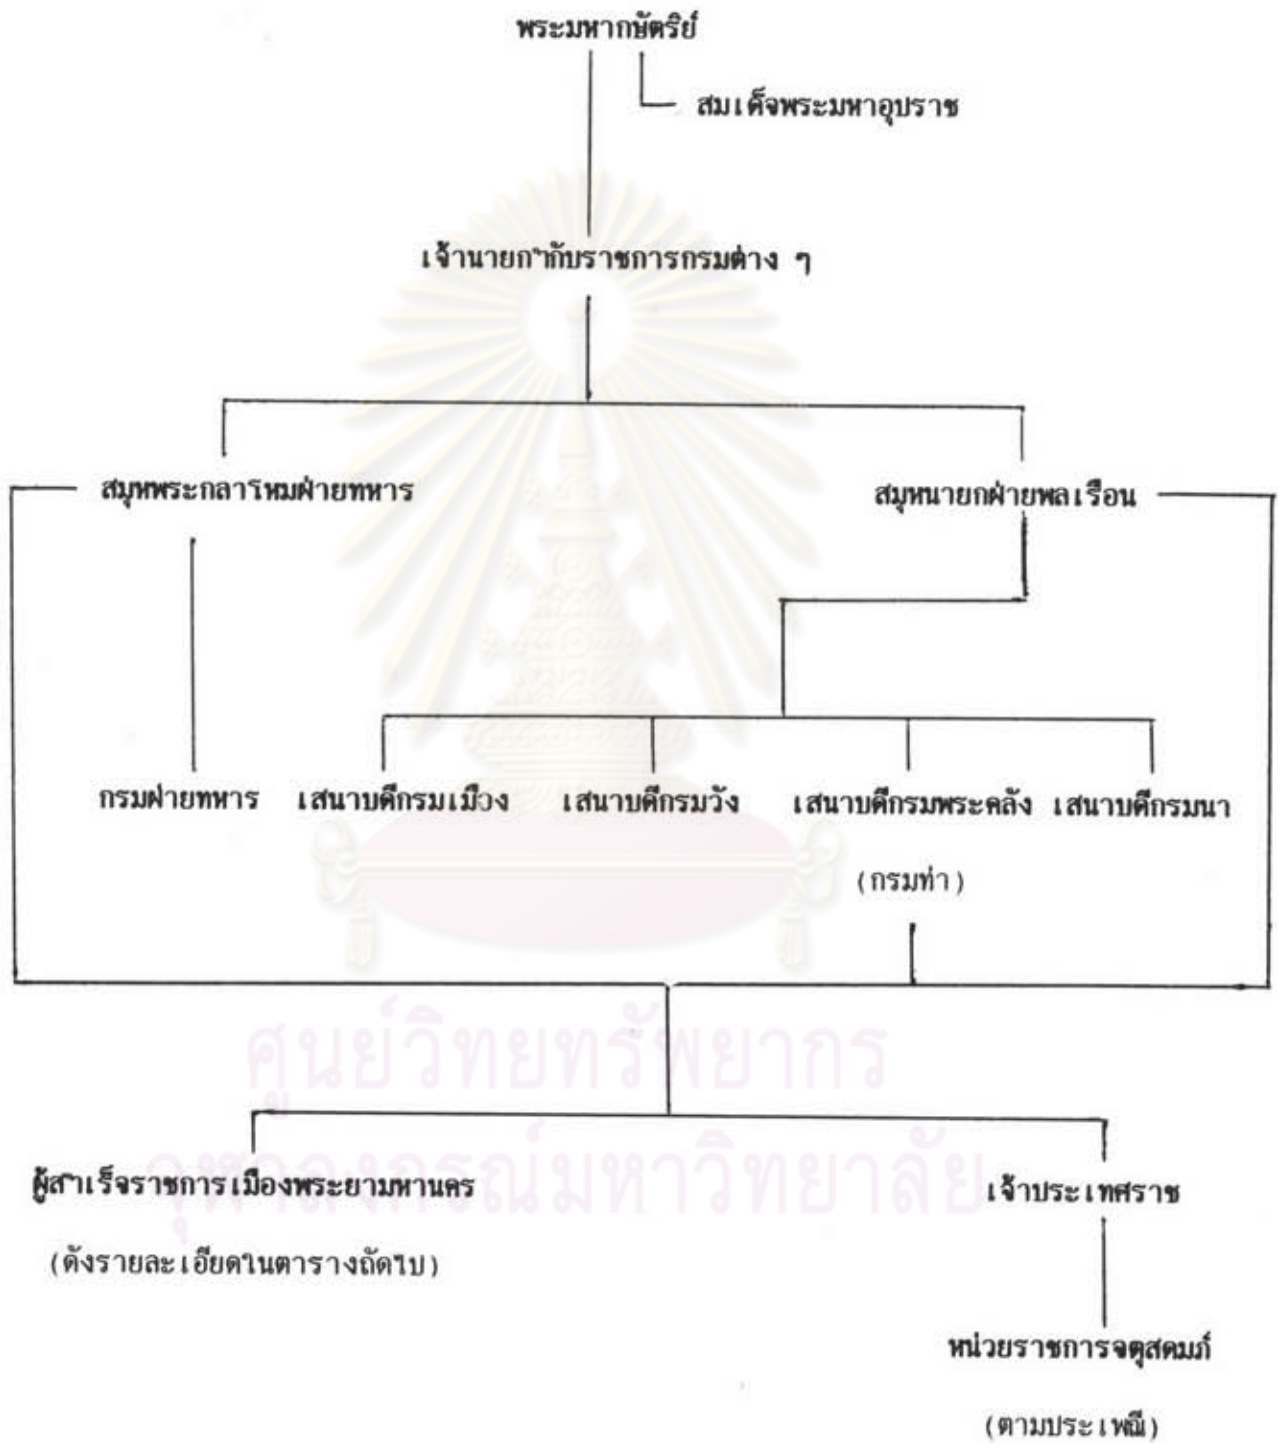 พระมหากษัตริย์
สมเด็จพระมหาอุปราช
เจ้านายกำกับราชการกรมต่าง ๆ
สมุหพระกลาโหมฝ่ายทหาร
สมุหนายกฝ่ายพลเรือน
กรมฝ่ายทหาร เสนาบดีกรมเมือง เสนาบดีกรมวัง เสนาบดีกรมพระคลัง เสนาบดีกรมนา
(กรมท่า)
ศูนย์วิทยทรัพยากร
จุฬาลงกรณ์มหาวิทยาลัย
ผู้สำเร็จราชการเมืองพระยามหานคร
เจ้าประเทศราช
(ดังรายละเอียดในตารางถัดไป)
หน่วยราชการจตุสดมภ์
(ตามประเพณี)